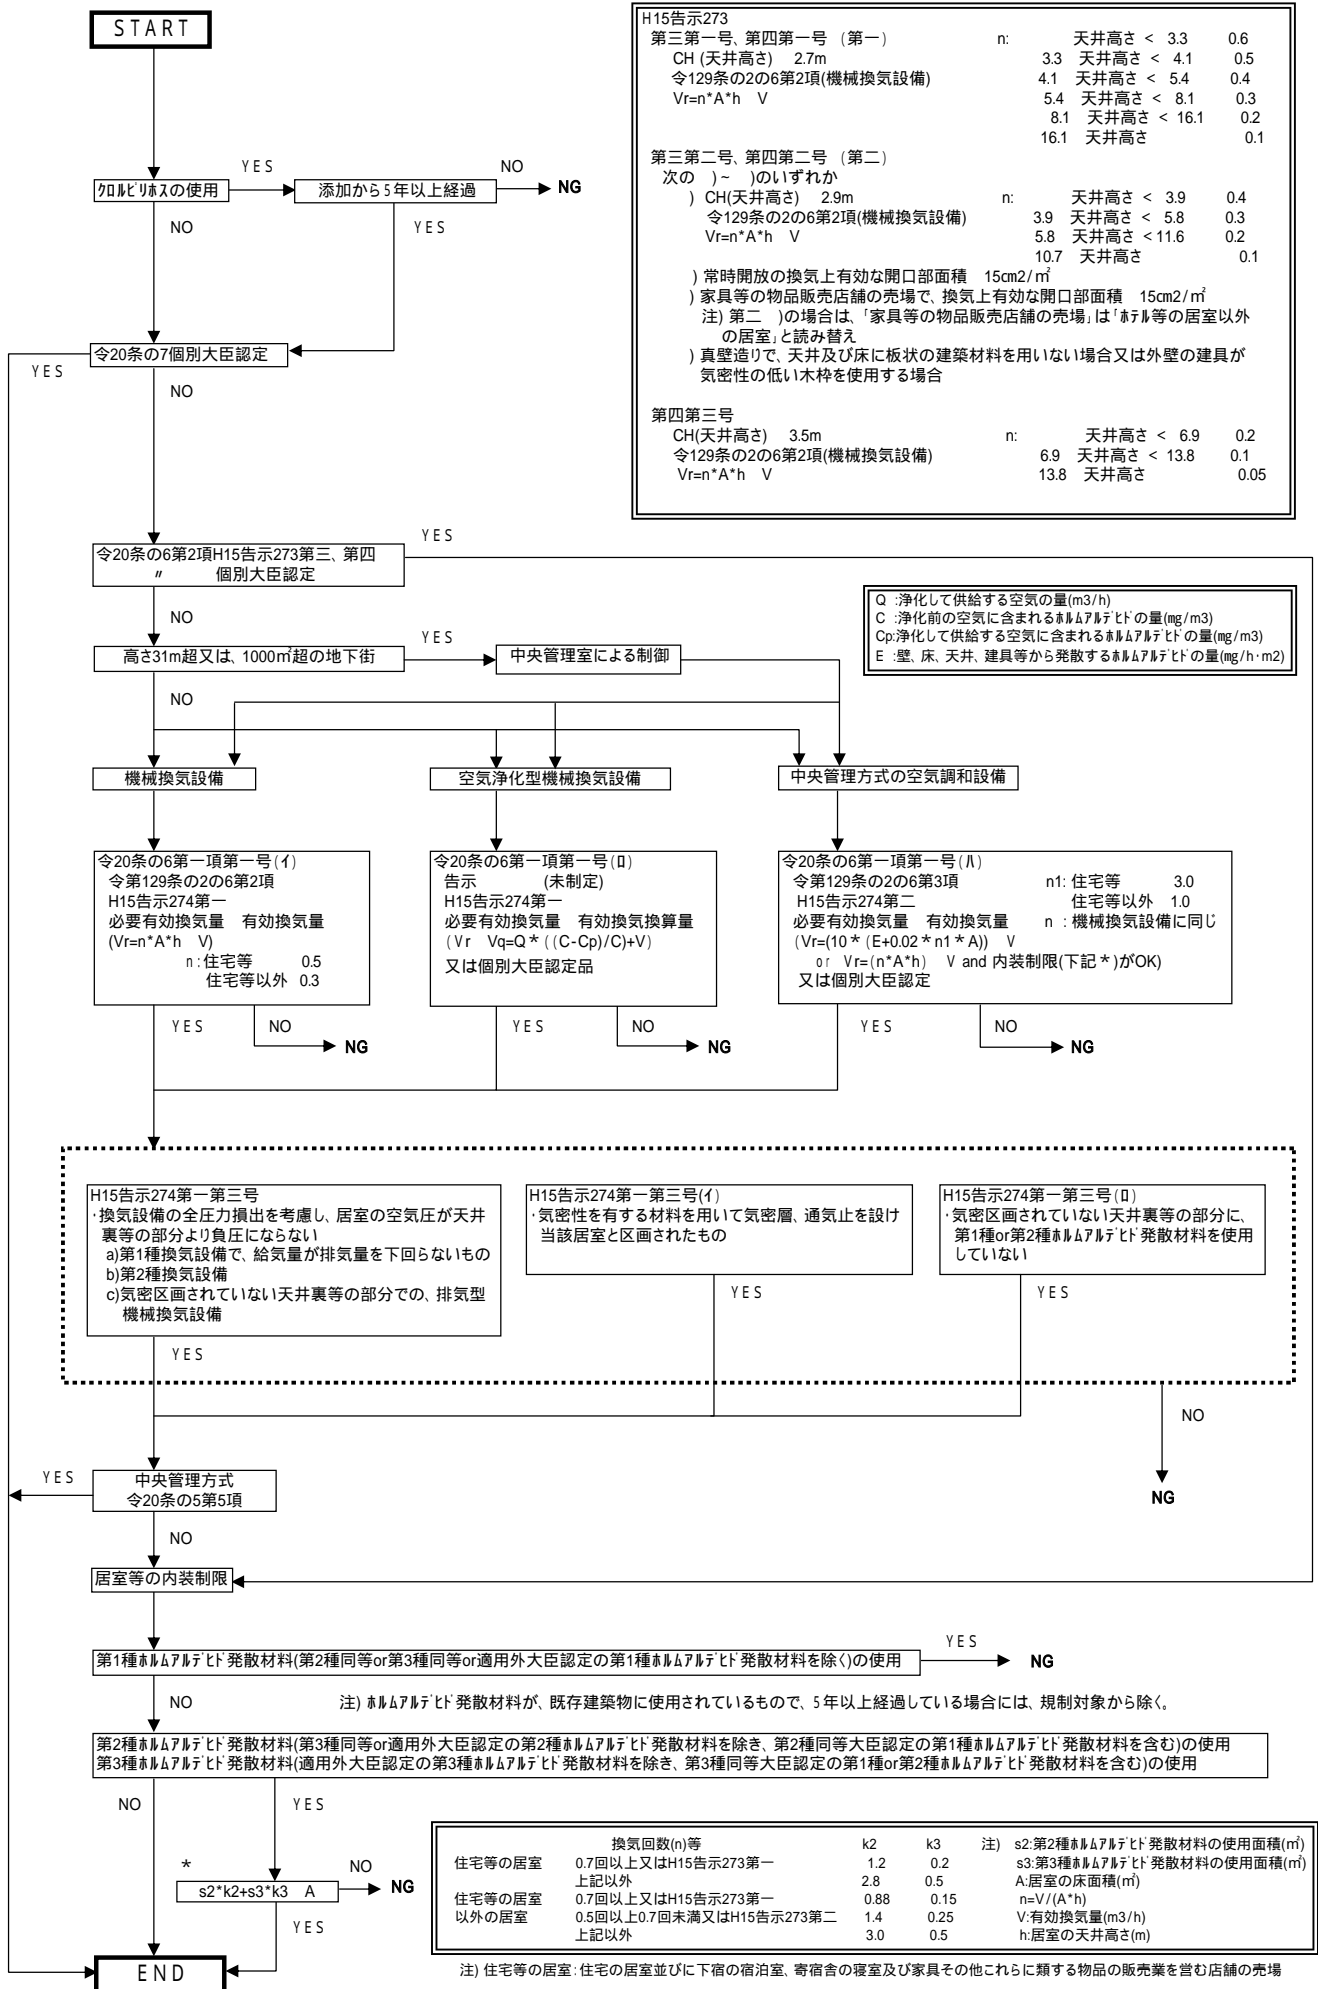 START
H15告示273
第三第一号、第四第一号 (第一) n: 天井高さ < 3.3 0.6
CH (天井高さ) 2.7m 3.3 天井高さ < 4.1 0.5
令129条の2の6第2項(機械換気設備) 4.1 天井高さ < 5.4 0.4
Vr=n*A*h V 5.4 天井高さ < 8.1 0.3
8.1 天井高さ < 16.1 0.2
16.1 天井高さ 0.1
第三第二号、第四第二号 (第二)
次の )~ )のいずれか
) CH(天井高さ) 2.9m n: 天井高さ < 3.9 0.4
令129条の2の6第2項(機械換気設備) 3.9 天井高さ < 5.8 0.3
Vr=n*A*h V 5.8 天井高さ <11.6 0.2
10.7 天井高さ 0.1
) 常時開放の換気上有効な開口部面積 15cm2/㎡
) 家具等の物品販売店舗の売場で、換気上有効な開口部面積 15cm2/㎡
注) 第二 )の場合は、「家具等の物品販売店舗の売場」は「ホテル等の居室以外
の居室」と読み替え
) 真壁造りで、天井及び床に板状の建築材料を用いない場合又は外壁の建具が
気密性の低い木枠を使用する場合
第四第三号
CH(天井高さ) 3.5m n: 天井高さ < 6.9 0.2
令129条の2の6第2項(機械換気設備) 6.9 天井高さ < 13.8 0.1
Vr=n*A*h V 13.8 天井高さ 0.05
クロルピリホスの使用
YES
添加から5年以上経過
NO
NG
NO
YES
令20条の7個別大臣認定
YES
NO
令20条の6第2項H15告示273第三、第四
〃 個別大臣認定
YES
NO
Q :浄化して供給する空気の量(m3/h)
C :浄化前の空気に含まれるホルムアルデヒドの量(mg/m3)
Cp:浄化して供給する空気に含まれるホルムアルデヒドの量(mg/m3)
E :壁、床、天井、建具等から発散するホルムアルデヒドの量(mg/h·m2)
高さ31m超又は、1000㎡超の地下街
YES
中央管理室による制御
NO
機械換気設備
空気浄化型機械換気設備
中央管理方式の空気調和設備
令20条の6第一項第一号(イ)
令第129条の2の6第2項
H15告示274第一
必要有効換気量 有効換気量
(Vr=n*A*h V)
n:住宅等 0.5
住宅等以外 0.3
令20条の6第一項第一号(ロ)
告示 (未制定)
H15告示274第一
必要有効換気量 有効換気換算量
(Vr Vq=Q*((C-Cp)/C)+V)
又は個別大臣認定品
令20条の6第一項第一号(ハ)
令第129条の2の6第3項 n1: 住宅等 3.0
H15告示274第二 住宅等以外 1.0
必要有効換気量 有効換気量 n :機械換気設備に同じ
(Vr=(10*(E+0.02*n1*A)) V
or Vr=(n*A*h) V and 内装制限(下記*)がOK)
又は個別大臣認定
YES
NO
NG
YES
NO
NG
YES
NO
NG
H15告示274第一第三号
·換気設備の全圧力損出を考慮し、居室の空気圧が天井
裏等の部分より負圧にならない
a)第1種換気設備で、給気量が排気量を下回らないもの
b)第2種換気設備
c)気密区画されていない天井裏等の部分での、排気型
機械換気設備
H15告示274第一第三号(イ)
·気密性を有する材料を用いて気密層、通気止を設け
当該居室と区画されたもの
H15告示274第一第三号(ロ)
·気密区画されていない天井裏等の部分に、
第1種or第2種ホルムアルデヒド発散材料を使用
していない
YES
YES
YES
NO
NG
中央管理方式
令20条の5第5項
YES
NO
居室等の内装制限
第1種ホルムアルデヒド発散材料(第2種同等or第3種同等or適用外大臣認定の第1種ホルムアルデヒド発散材料を除く)の使用
YES
NG
NO
注) ホルムアルデヒド発散材料が、既存建築物に使用されているもので、5年以上経過している場合には、規制対象から除く。
第2種ホルムアルデヒド発散材料(第3種同等or適用外大臣認定の第2種ホルムアルデヒド発散材料を除き、第2種同等大臣認定の第1種ホルムアルデヒド発散材料を含む)の使用
第3種ホルムアルデヒド発散材料(適用外大臣認定の第3種ホルムアルデヒド発散材料を除き、第3種同等大臣認定の第1種or第2種ホルムアルデヒド発散材料を含む)の使用
NO
YES
*
s2*k2+s3*k3 A
NO
NG
YES
END
換気回数(n)等 k2 k3 注) s2:第2種ホルムアルデヒド発散材料の使用面積(㎡)
住宅等の居室 0.7回以上又はH15告示273第一 1.2 0.2 s3:第3種ホルムアルデヒド発散材料の使用面積(㎡)
上記以外 2.8 0.5 A:居室の床面積(㎡)
住宅等の居室 0.7回以上又はH15告示273第一 0.88 0.15 n=V/(A*h)
以外の居室 0.5回以上0.7回未満又はH15告示273第二 1.4 0.25 V:有効換気量(m3/h)
上記以外 3.0 0.5 h:居室の天井高さ(m)
注) 住宅等の居室:住宅の居室並びに下宿の宿泊室、寄宿舎の寝室及び家具その他これらに類する物品の販売業を営む店舗の売場